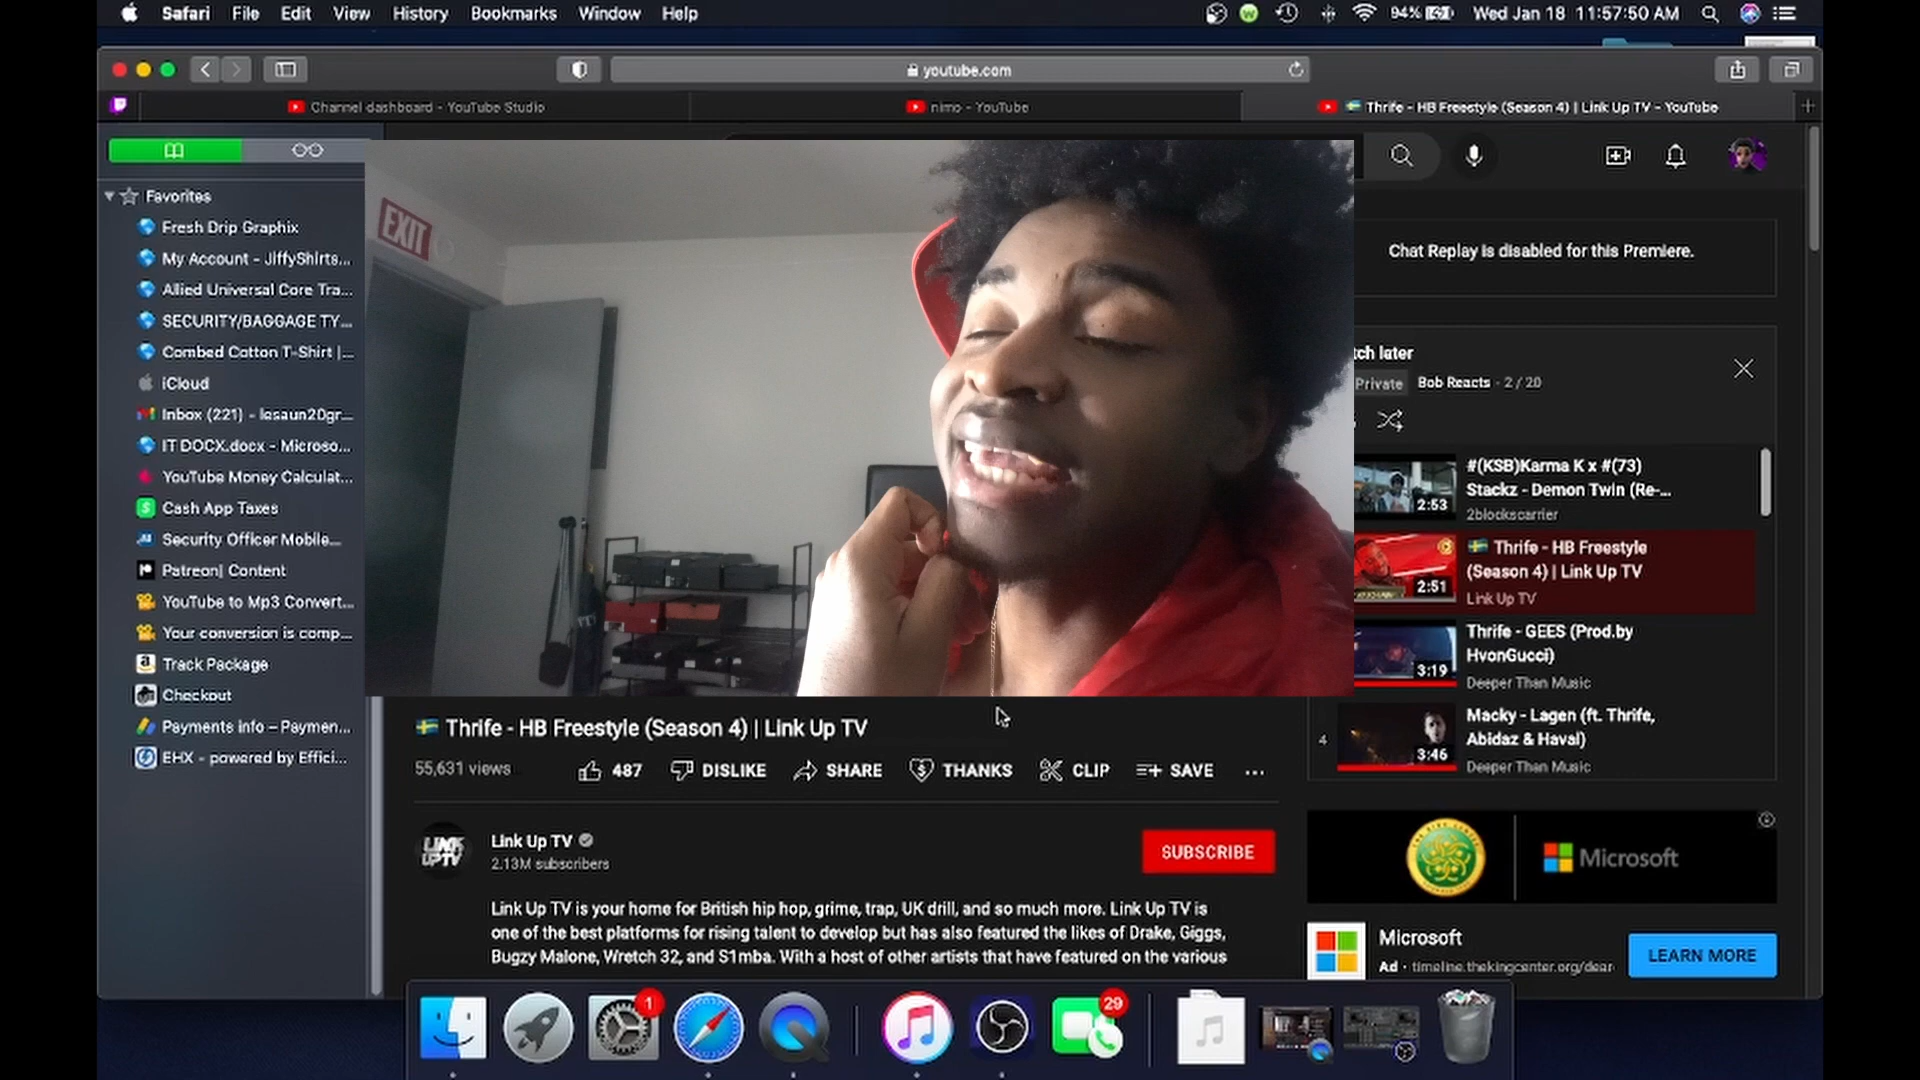 Safari File Edit View History Bookmarks Window Help
94% Wed Jan 18 11:57:50 AM
youtube.com
Channel dashboard - YouTube Studio
nimo - YouTube
🇸🇪 Thrife - HB Freestyle (Season 4) | Link Up TV - YouTube
Favorites
Fresh Drip Graphix
My Account - JiffyShirts...
Allied Universal Core Tra...
SECURITY/BAGGAGE TY...
Combed Cotton T-Shirt |...
iCloud
Inbox (221) - lesaun20gr...
IT DOCX.docx - Microso...
YouTube Money Calculat...
Cash App Taxes
Security Officer Mobile...
Patreon| Content
YouTube to Mp3 Convert...
Your conversion is comp...
Track Package
Checkout
Payments info – Paymen...
EHX - powered by Effici...
EXIT
Chat Replay is disabled for this Premiere.
tch later
Private Bob Reacts - 2 / 20
#(KSB)Karma K x #(73)
Stackz - Demon Twin (Re-...
2blockscarrier
2:53
🇸🇪 Thrife - HB Freestyle
(Season 4) | Link Up TV
Link Up TV
2:51
Thrife - GEES (Prod.by
HvonGucci)
Deeper Than Music
3:19
4
Macky - Lagen (ft. Thrife,
Abidaz & Haval)
Deeper Than Music
3:46
🇸🇪 Thrife - HB Freestyle (Season 4) | Link Up TV
55,631 views
487 DISLIKE SHARE THANKS CLIP SAVE ...
LINK UPTV
Link Up TV
2.13M subscribers
SUBSCRIBE
Link Up TV is your home for British hip hop, grime, trap, UK drill, and so much more. Link Up TV is
one of the best platforms for rising talent to develop but has also featured the likes of Drake, Giggs,
Bugzy Malone, Wretch 32, and S1mba. With a host of other artists that have featured on the various
Microsoft
Microsoft
Ad · timeline.thekingcenter.org/dear
LEARN MORE
1
29